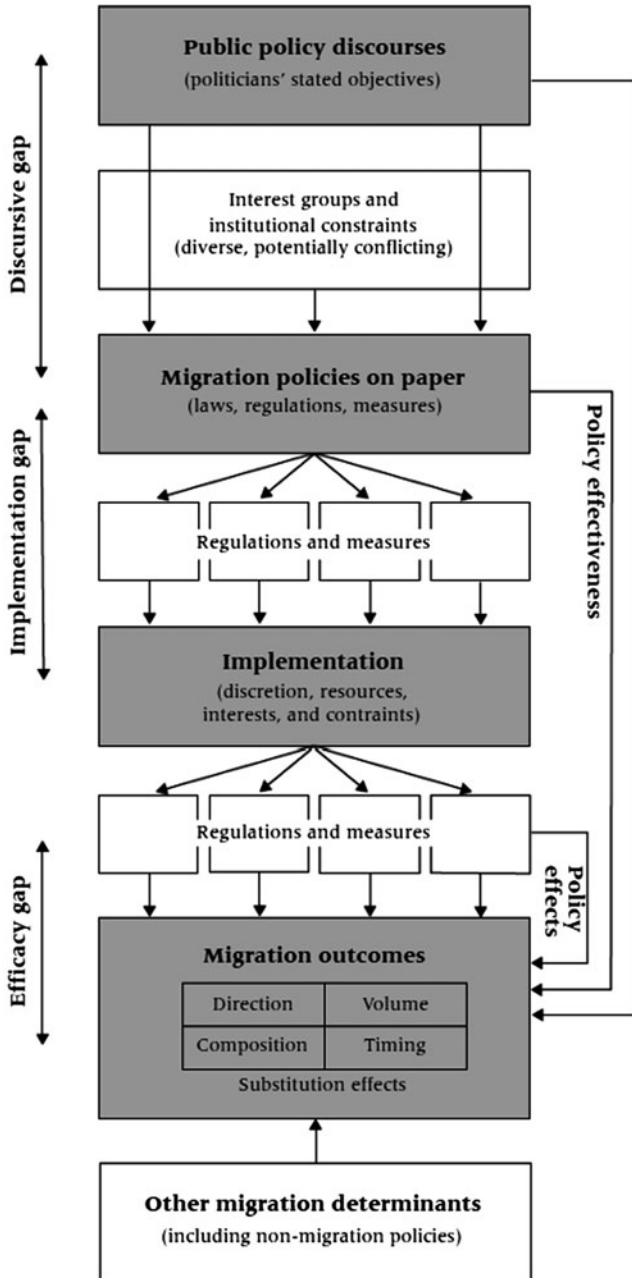 Public policy discourses
(politicians’ stated objectives)
Discursive gap
Interest groups and
institutional constraints
(diverse, potentially conflicting)
Migration policies on paper
(laws, regulations, measures)
Policy effectiveness
Implementation gap
Regulations and measures
Implementation
(discretion, resources,
interests, and contraints)
Regulations and measures
Policy
effects
Efficacy gap
Migration outcomes
Direction
Volume
Composition
Timing
Substitution effects
Other migration determinants
(including non-migration policies)